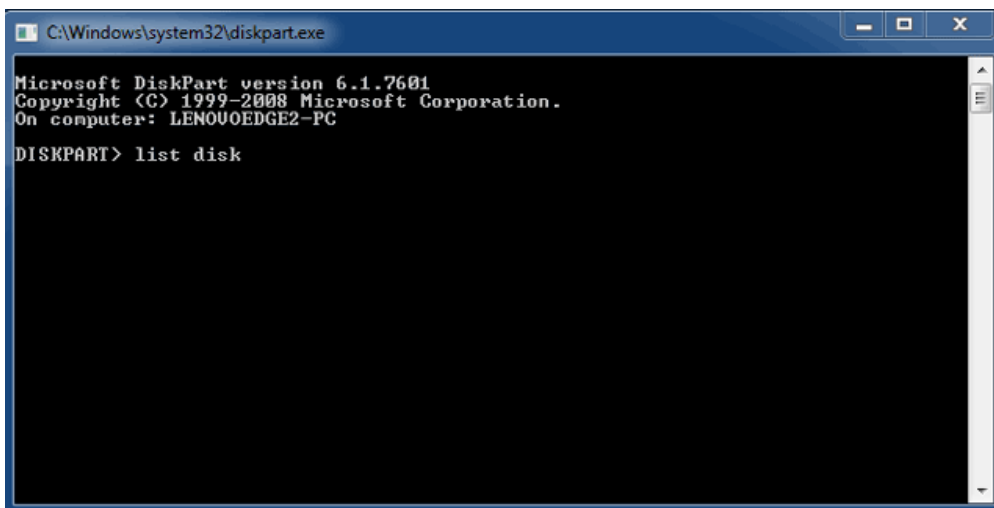 C:\Windows\system32\diskpart.exe
Microsoft DiskPart version 6.1.7601
Copyright (C) 1999-2008 Microsoft Corporation.
On computer: LENOVOEDGE2-PC
DISKPART> list disk